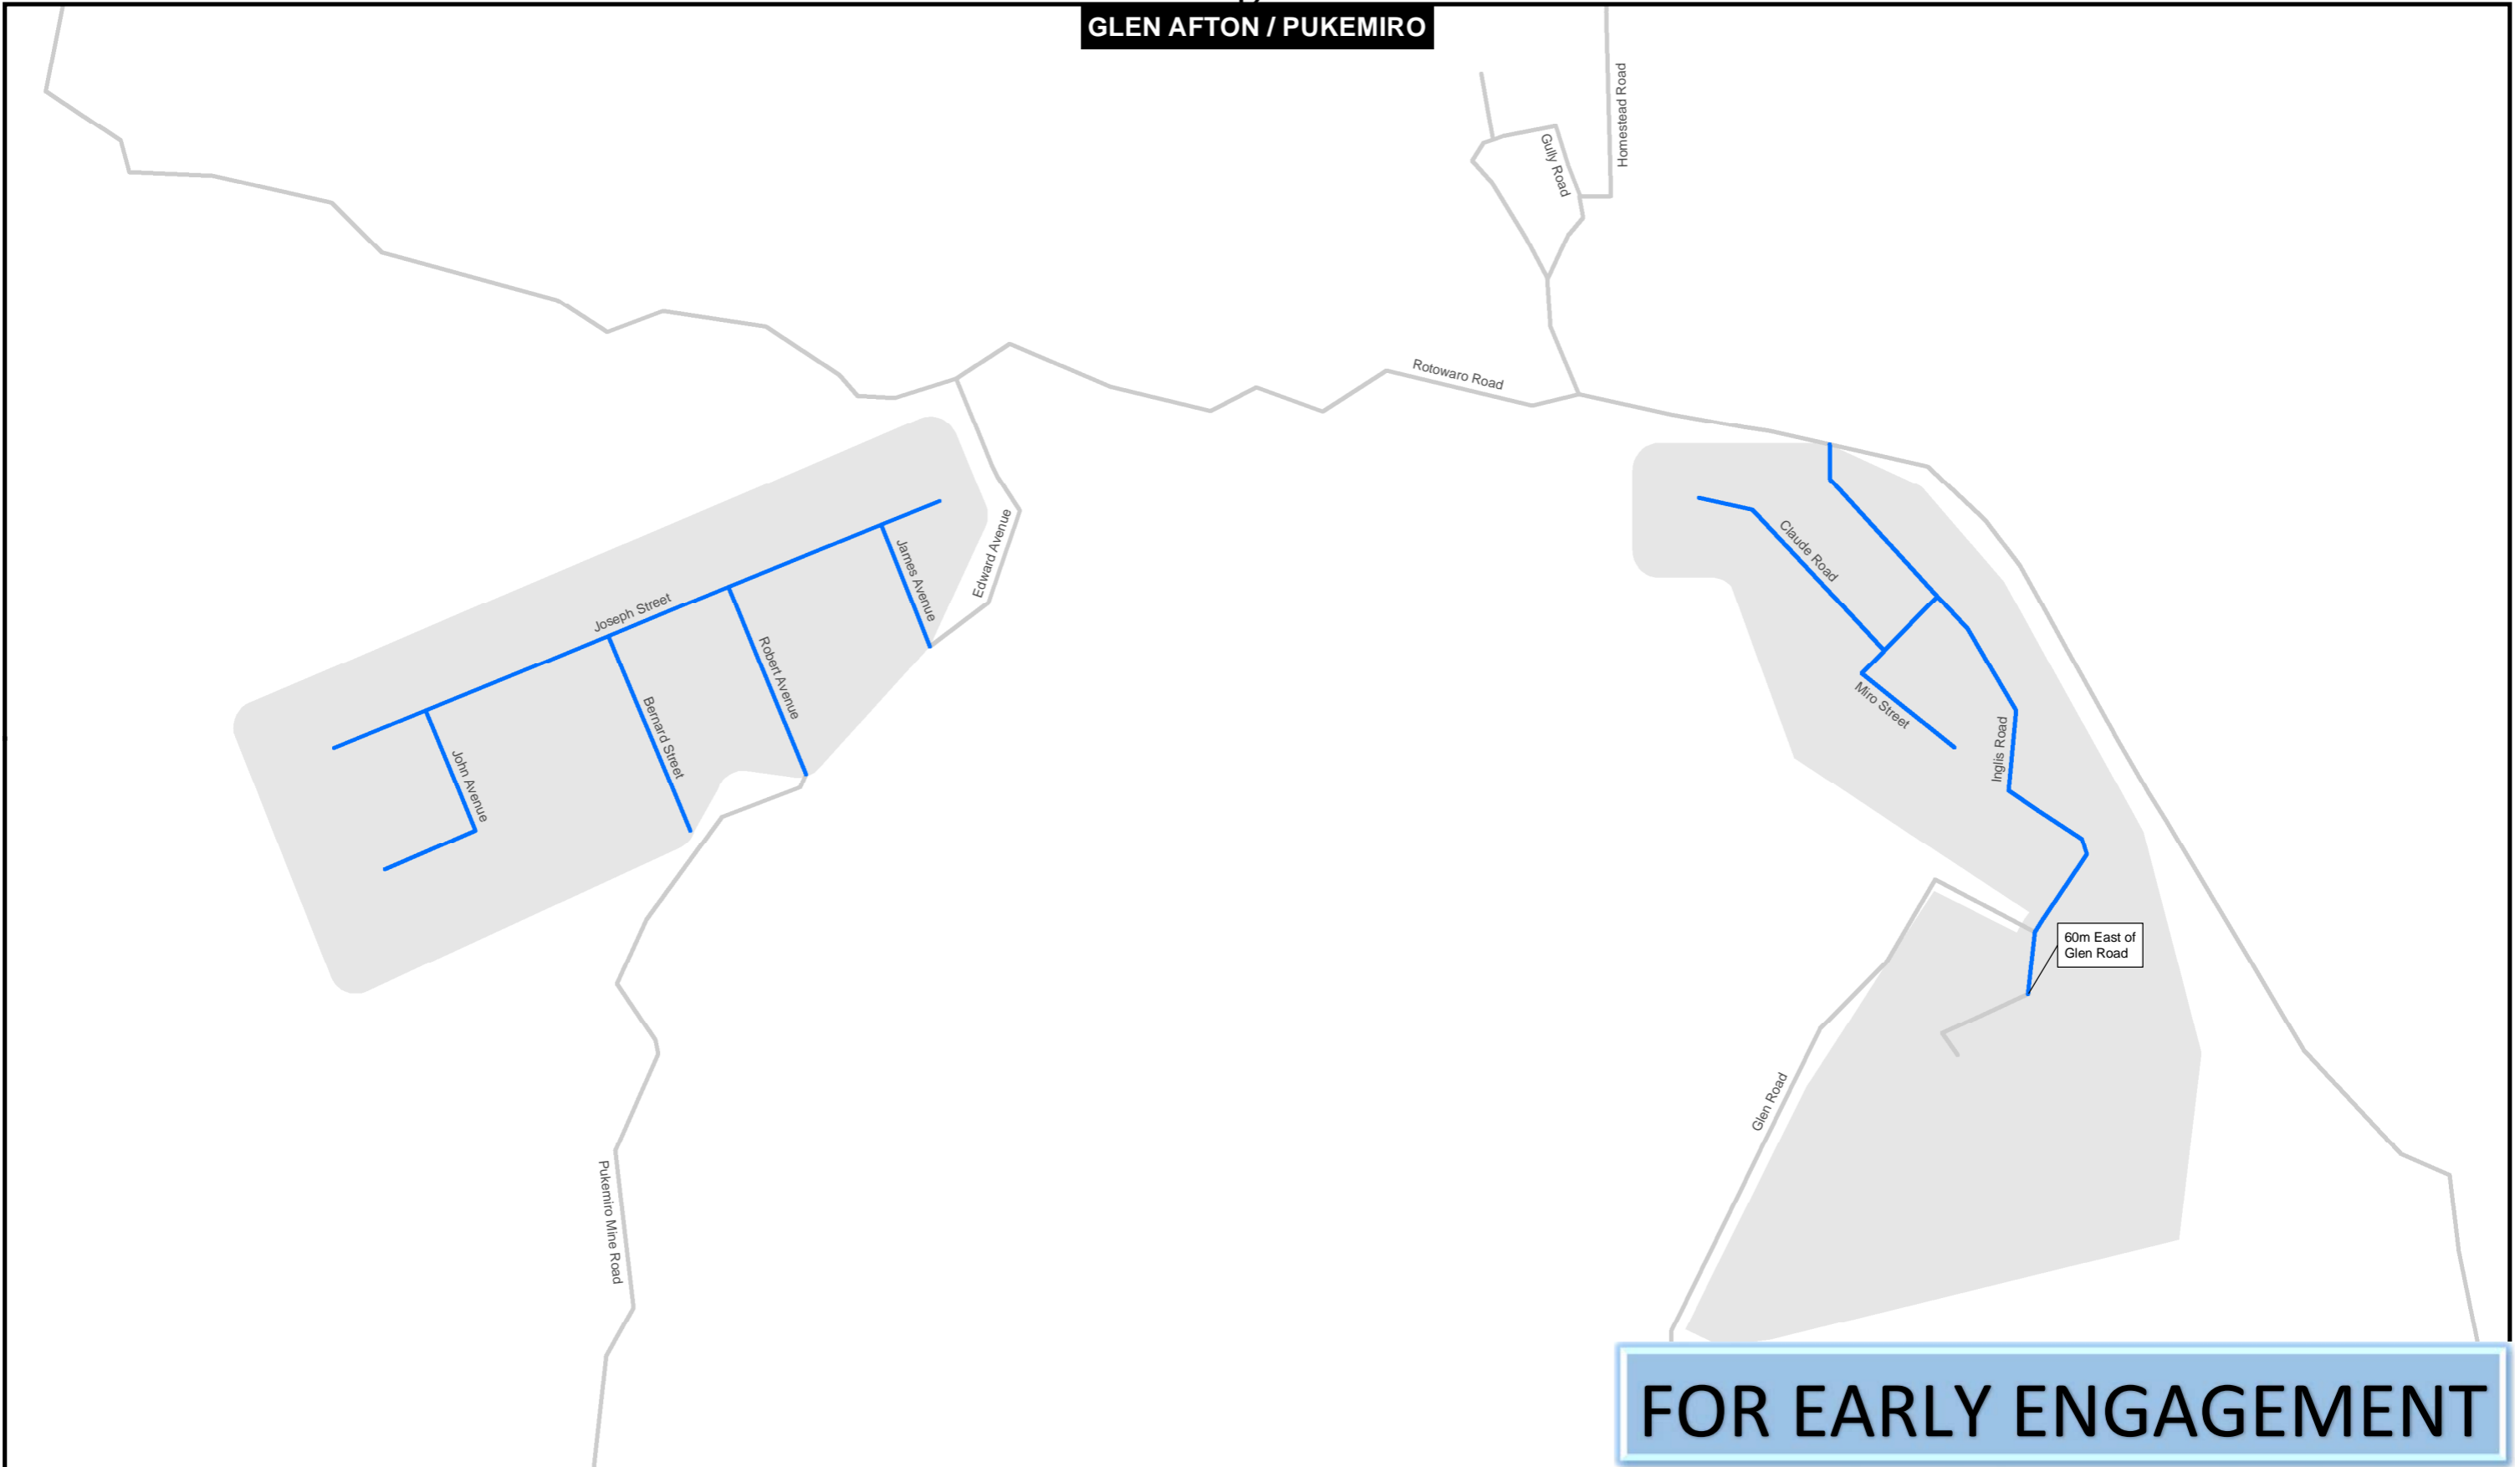 GLEN AFTON / PUKEMIRO
Homestead Road
Gully Road
Rotowaro Road
Claude Road
James Avenue
Edward Avenue
Joseph Street
Robert Avenue
Bernard Street
John Avenue
Miro Street
Inglis Road
60m East of
Glen Road
Glen Road
Pukemiro Mine Road
FOR EARLY ENGAGEMENT